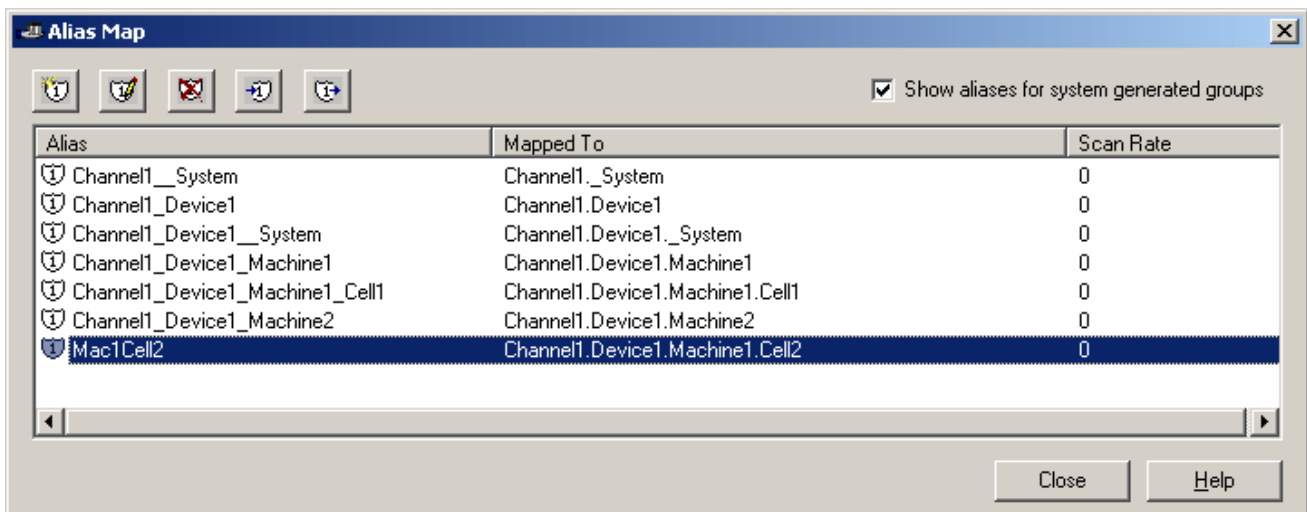 Alias Map
Show aliases for system generated groups
Alias Mapped To Scan Rate
Channel1__System Channel1._System 0
Channel1_Device1 Channel1.Device1 0
Channel1_Device1__System Channel1.Device1._System 0
Channel1_Device1_Machine1 Channel1.Device1.Machine1 0
Channel1_Device1_Machine1_Cell1 Channel1.Device1.Machine1.Cell1 0
Channel1_Device1_Machine2 Channel1.Device1.Machine2 0
Mac1Cell2 Channel1.Device1.Machine1.Cell2 0
Close Help